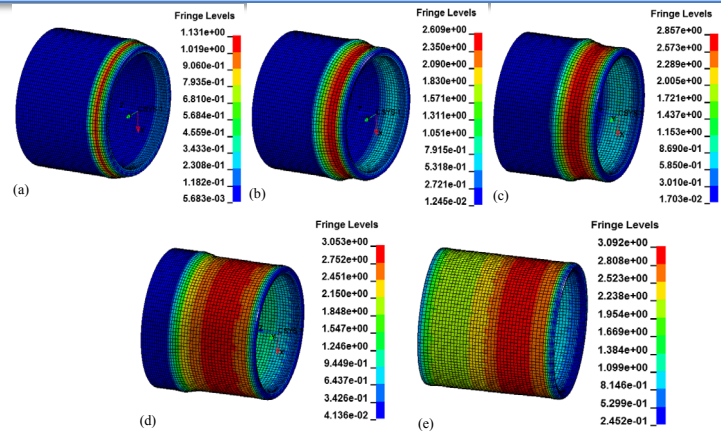 Fringe Levels
1.131e+00
1.019e+00
9.060e-01
7.935e-01
6.810e-01
5.684e-01
4.559e-01
3.433e-01
2.308e-01
1.182e-01
5.683e-03
(a)
Fringe Levels
2.609e+00
2.350e+00
2.090e+00
1.830e+00
1.571e+00
1.311e+00
1.051e+00
7.915e-01
5.318e-01
2.721e-01
1.245e-02
(b)
Fringe Levels
2.857e+00
2.573e+00
2.289e+00
2.005e+00
1.721e+00
1.437e+00
1.153e+00
8.690e-01
5.850e-01
3.010e-01
1.703e-02
(c)
Fringe Levels
3.053e+00
2.752e+00
2.451e+00
2.150e+00
1.848e+00
1.547e+00
1.246e+00
9.449e-01
6.437e-01
3.426e-01
4.136e-02
(d)
Fringe Levels
3.092e+00
2.808e+00
2.523e+00
2.238e+00
1.954e+00
1.669e+00
1.384e+00
1.099e+00
8.146e-01
5.299e-01
2.452e-01
(e)